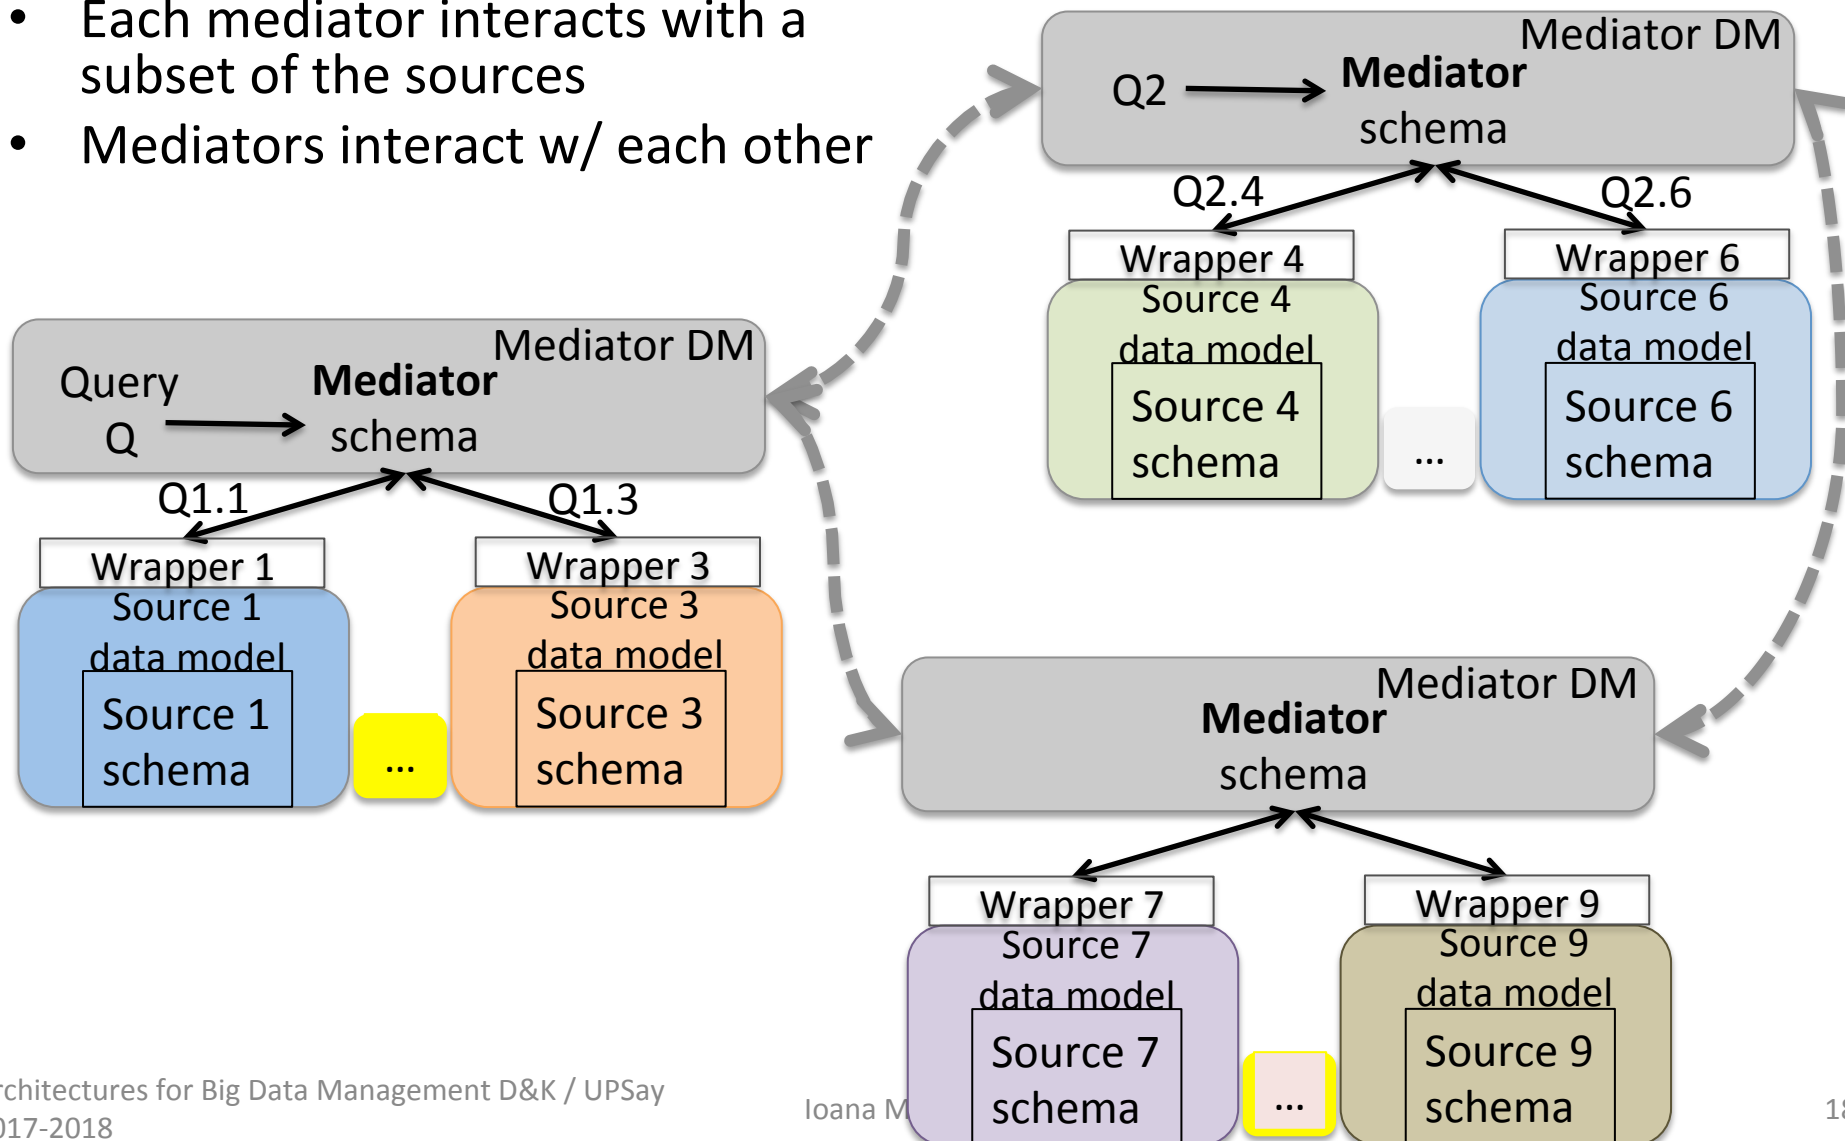 • Each mediator interacts with a
subset of the sources
• Mediators interact w/ each other
Mediator DM
Q2
Mediator
schema
Q2.4
Q2.6
Wrapper 4
Source 4
data model
Source 4
schema
...
Wrapper 6
Source 6
data model
Source 6
schema
Mediator DM
Query
Q
Mediator
schema
Q1.1
Q1.3
Wrapper 1
Source 1
data model
Source 1
schema
...
Wrapper 3
Source 3
data model
Source 3
schema
Mediator DM
Mediator
schema
Wrapper 7
Source 7
data model
Source 7
schema
...
Wrapper 9
Source 9
data model
Source 9
schema
rchitectures for Big Data Management D&K / UPSay
017-2018
Ioana M
18